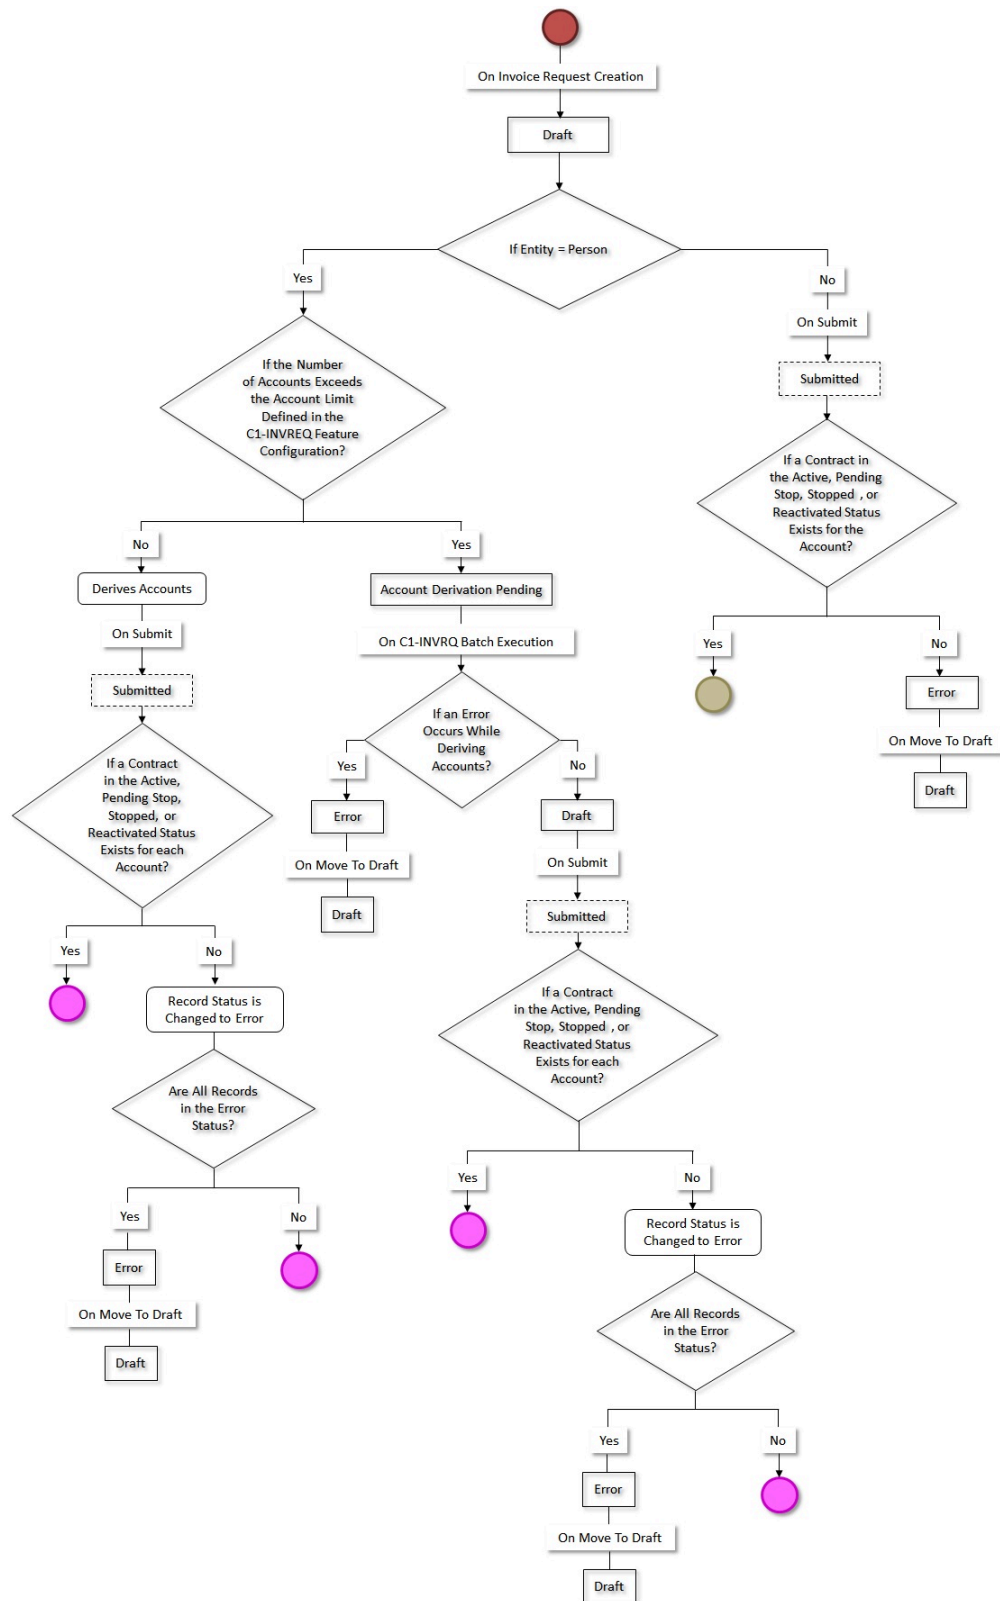 On Invoice Request Creation
Draft
If Entity = Person
Yes
No
If the Number
of Accounts Exceeds
the Account Limit
Defined in the
C1-INVREQ Feature
Configuration?
On Submit
Submitted
If a Contract in
the Active, Pending
Stop, Stopped , or
Reactivated Status
Exists for the
Account?
No
Yes
Derives Accounts
Account Derivation Pending
On Submit
On C1-INVRQ Batch Execution
Yes
No
Submitted
Error
If an Error
Occurs While
Deriving
Accounts?
On Move To Draft
Draft
If a Contract
in the Active,
Pending Stop,
Stopped, or
Reactivated Status
Exists for each
Account?
Yes
No
Error
Draft
On Move To Draft
On Submit
Draft
Submitted
Yes
No
Record Status is
Changed to Error
If a Contract
in the Active, Pending
Stop, Stopped , or
Reactivated Status
Exists for each
Account?
Are All Records
in the Error
Status?
Yes
No
Yes
No
Error
Record Status is
Changed to Error
On Move To Draft
Draft
Are All Records
in the Error
Status?
Yes
No
Error
On Move To Draft
Draft